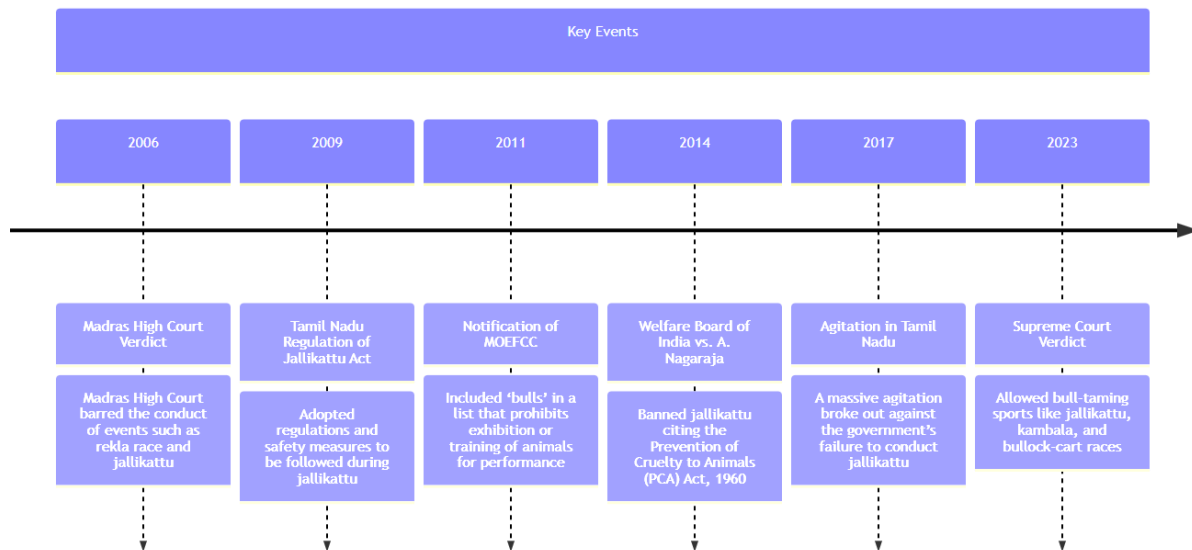 Key Events
2006
2009
2011
2014
2017
2023
Madras High Court
Verdict
Madras High Court
barred the conduct
of events such as
rekla race and
jallikattu
Tamil Nadu
Regulation of
Jallikattu Act
Adopted
regulations and
safety measures to
be followed during
jallikattu
Notification of
MOEFCC
Included ‘bulls’ in a
list that prohibits
exhibition or
training of animals
for performance
Welfare Board of
India vs. A.
Nagaraja
Banned jallikattu
citing the
Prevention of
Cruelty to Animals
(PCA) Act, 1960
Agitation in Tamil
Nadu
A massive agitation
broke out against
the government’s
failure to conduct
jallikattu
Supreme Court
Verdict
Allowed bull-taming
sports like jallikattu,
kambala, and
bullock-cart races